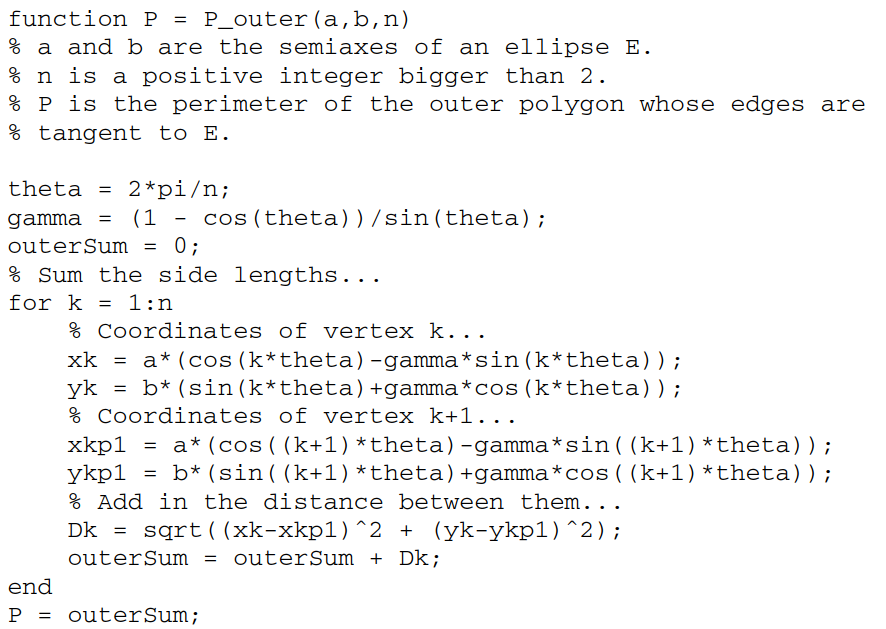 function P = P_outer(a,b,n)
% a and b are the semiaxes of an ellipse E.
% n is a positive integer bigger than 2.
% P is the perimeter of the outer polygon whose edges are
% tangent to E.

theta = 2*pi/n;
gamma = (1 - cos(theta))/sin(theta);
outerSum = 0;
% Sum the side lengths...
for k = 1:n
    % Coordinates of vertex k...
    xk = a*(cos(k*theta)-gamma*sin(k*theta));
    yk = b*(sin(k*theta)+gamma*cos(k*theta));
    % Coordinates of vertex k+1...
    xkp1 = a*(cos((k+1)*theta)-gamma*sin((k+1)*theta));
    ykp1 = b*(sin((k+1)*theta)+gamma*cos((k+1)*theta));
    % Add in the distance between them...
    Dk = sqrt((xk-xkp1)^2 + (yk-ykp1)^2);
    outerSum = outerSum + Dk;
end
P = outerSum;